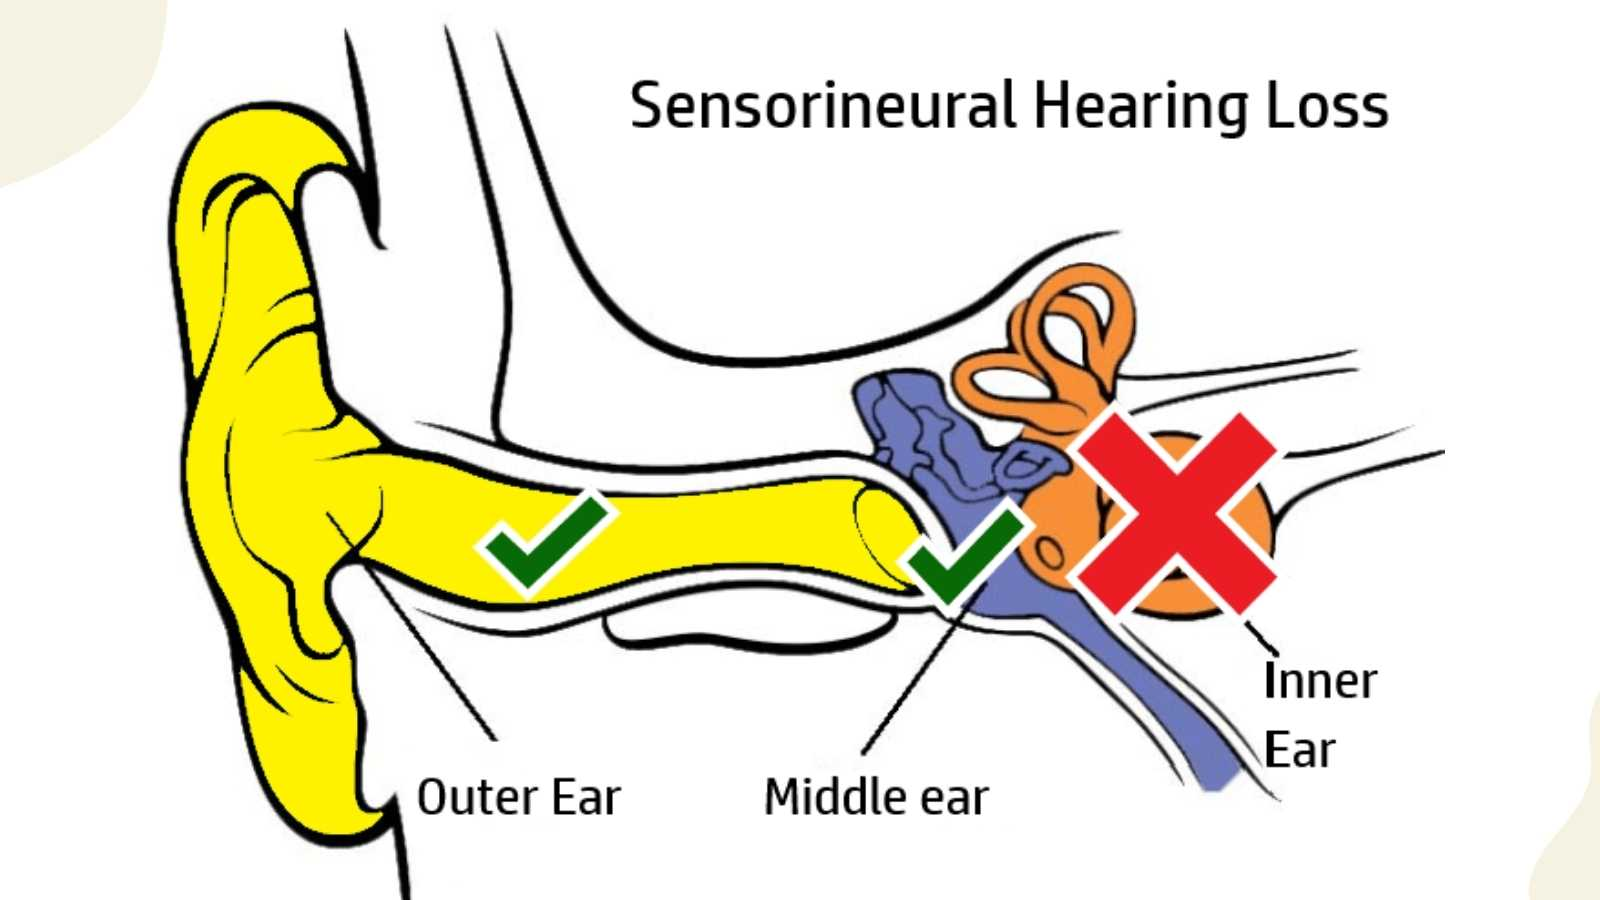 Sensorineural Hearing Loss
Inner
Ear
Outer Ear
Middle ear